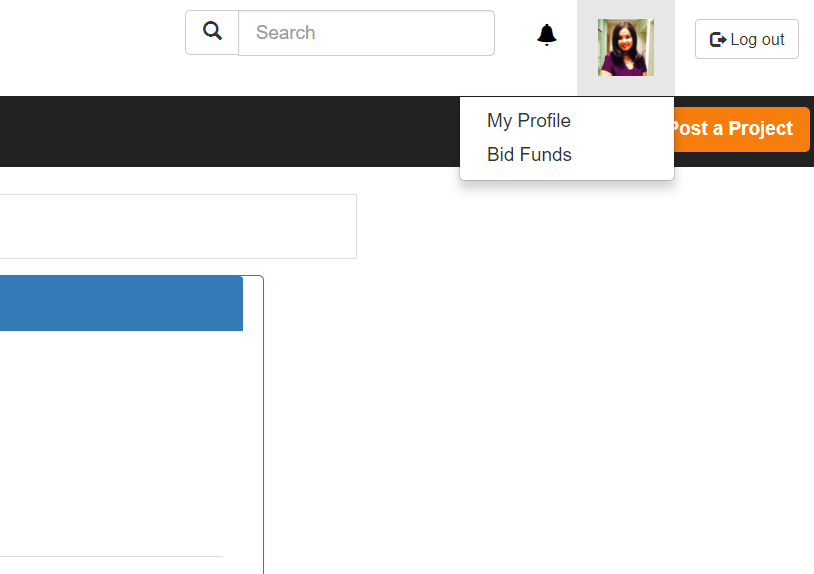 Search
Log out
My Profile
Post a Project
Bid Funds